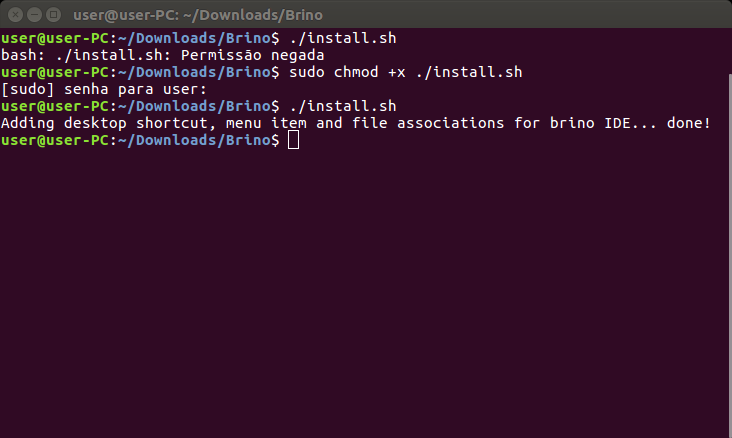 user@user-PC: ~/Downloads/Brino
user@user-PC:~/Downloads/Brino$ ./install.sh
bash: ./install.sh: Permissão negada
user@user-PC:~/Downloads/Brino$ sudo chmod +x ./install.sh
[sudo] senha para user:
user@user-PC:~/Downloads/Brino$ ./install.sh
Adding desktop shortcut, menu item and file associations for brino IDE... done!
user@user-PC:~/Downloads/Brino$